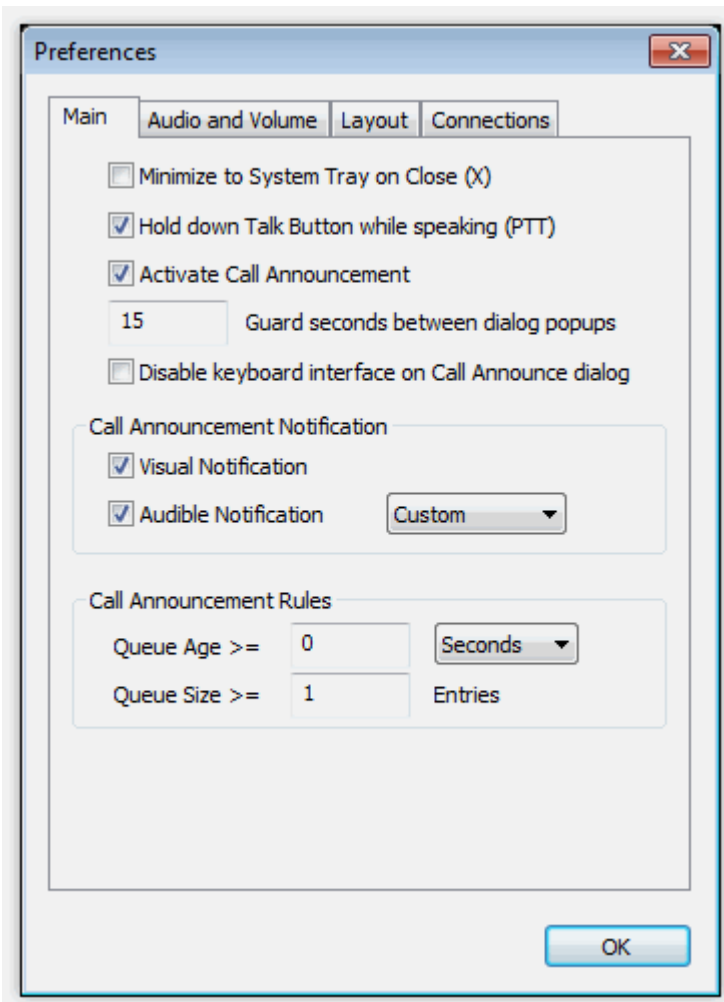 Preferences
Main Audio and Volume Layout Connections
Minimize to System Tray on Close (X)
Hold down Talk Button while speaking (PTT)
Activate Call Announcement
15 Guard seconds between dialog popups
Disable keyboard interface on Call Announce dialog
Call Announcement Notification
Visual Notification
Audible Notification Custom
Call Announcement Rules
Queue Age >= 0 Seconds
Queue Size >= 1 Entries
OK